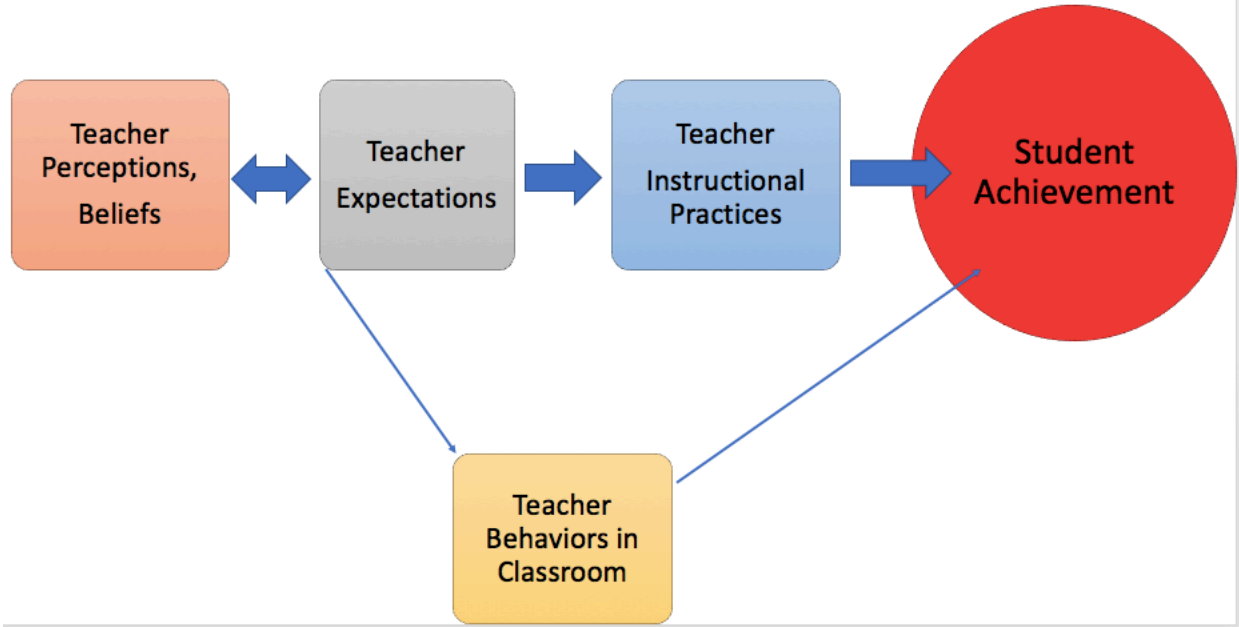 Teacher
Perceptions,
Beliefs
Teacher
Expectations
Teacher
Instructional
Practices
Student
Achievement
Teacher
Behaviors in
Classroom